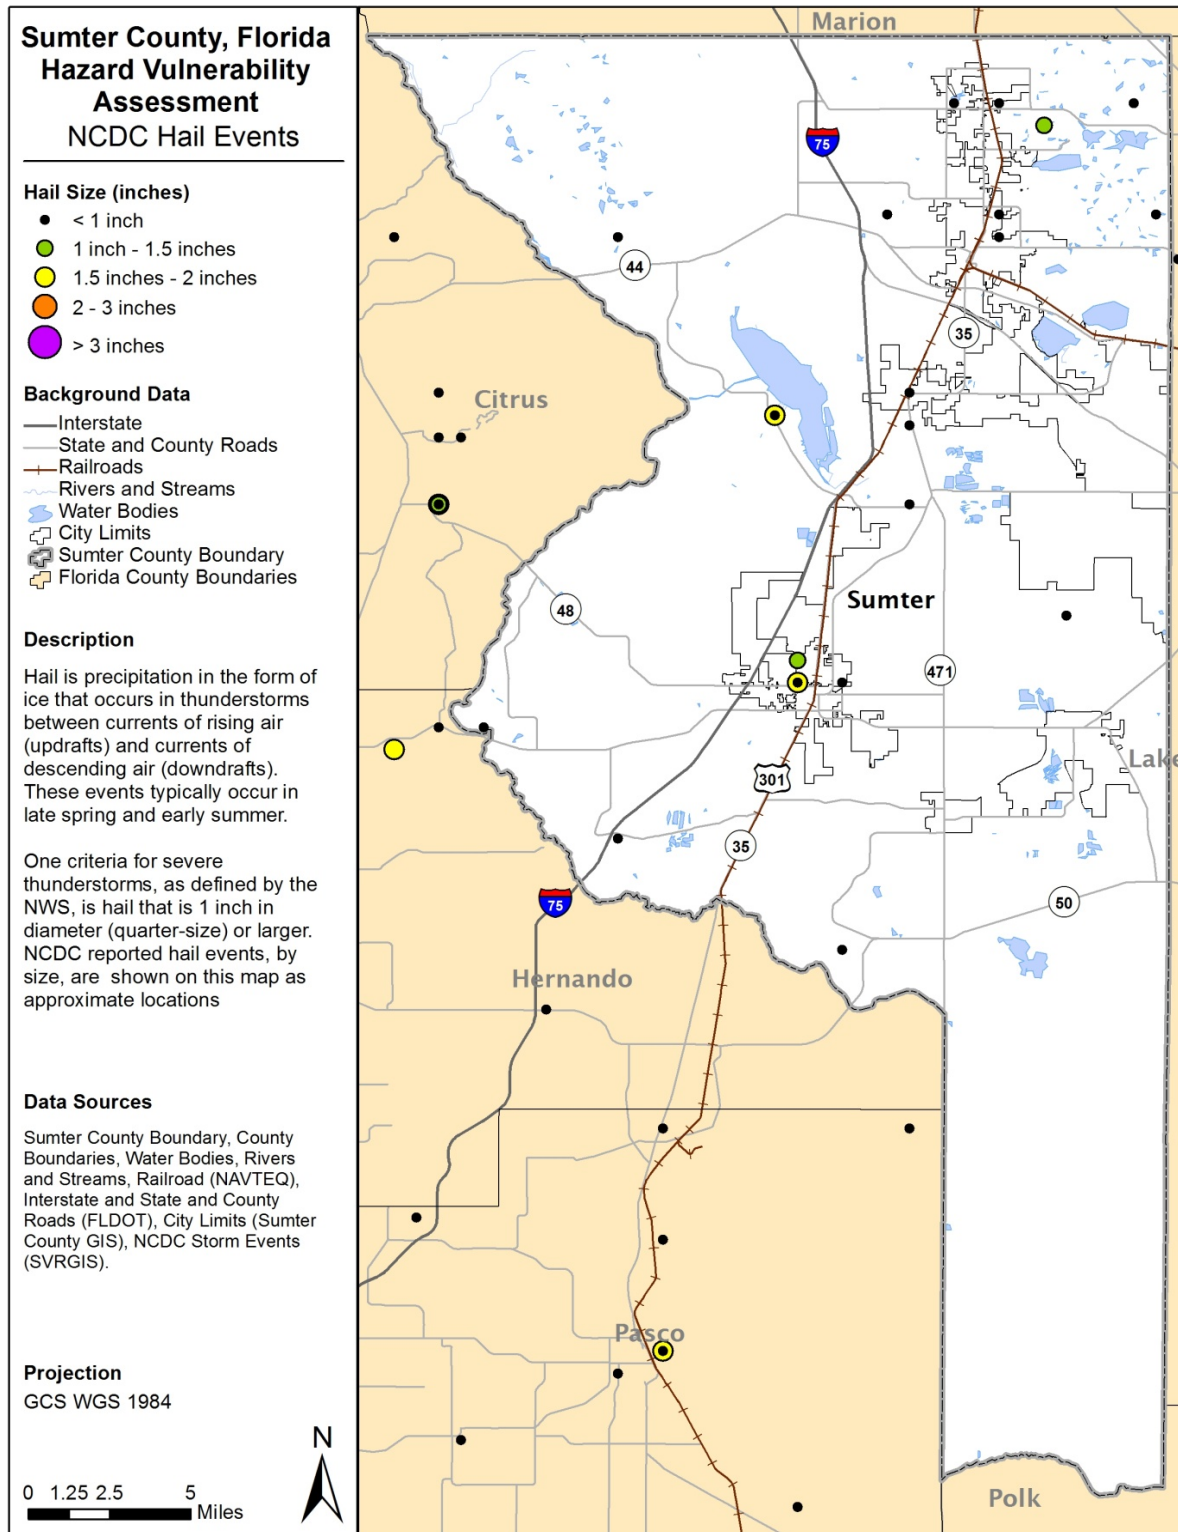 Sumter County, Florida
Hazard Vulnerability
Assessment
NCDC Hail Events
Hail Size (inches)
< 1 inch
1 inch - 1.5 inches
1.5 inches - 2 inches
2 - 3 inches
> 3 inches
Background Data
Interstate
State and County Roads
Railroads
Rivers and Streams
Water Bodies
City Limits
Sumter County Boundary
Florida County Boundaries
Description
Hail is precipitation in the form of
ice that occurs in thunderstorms
between currents of rising air
(updrafts) and currents of
descending air (downdrafts).
These events typically occur in
late spring and early summer.
One criteria for severe
thunderstorms, as defined by the
NWS, is hail that is 1 inch in
diameter (quarter-size) or larger.
NCDC reported hail events, by
size, are shown on this map as
approximate locations
Data Sources
Sumter County Boundary, County
Boundaries, Water Bodies, Rivers
and Streams, Railroad (NAVTEQ),
Interstate and State and County
Roads (FLDOT), City Limits (Sumter
County GIS), NCDC Storm Events
(SVRGIS).
Projection
GCS WGS 1984
N
0 1.25 2.5 5
Miles
Marion
75
44
35
Citrus
48
Sumter
471
Lake
301
35
75
50
Hernando
Pasco
Polk